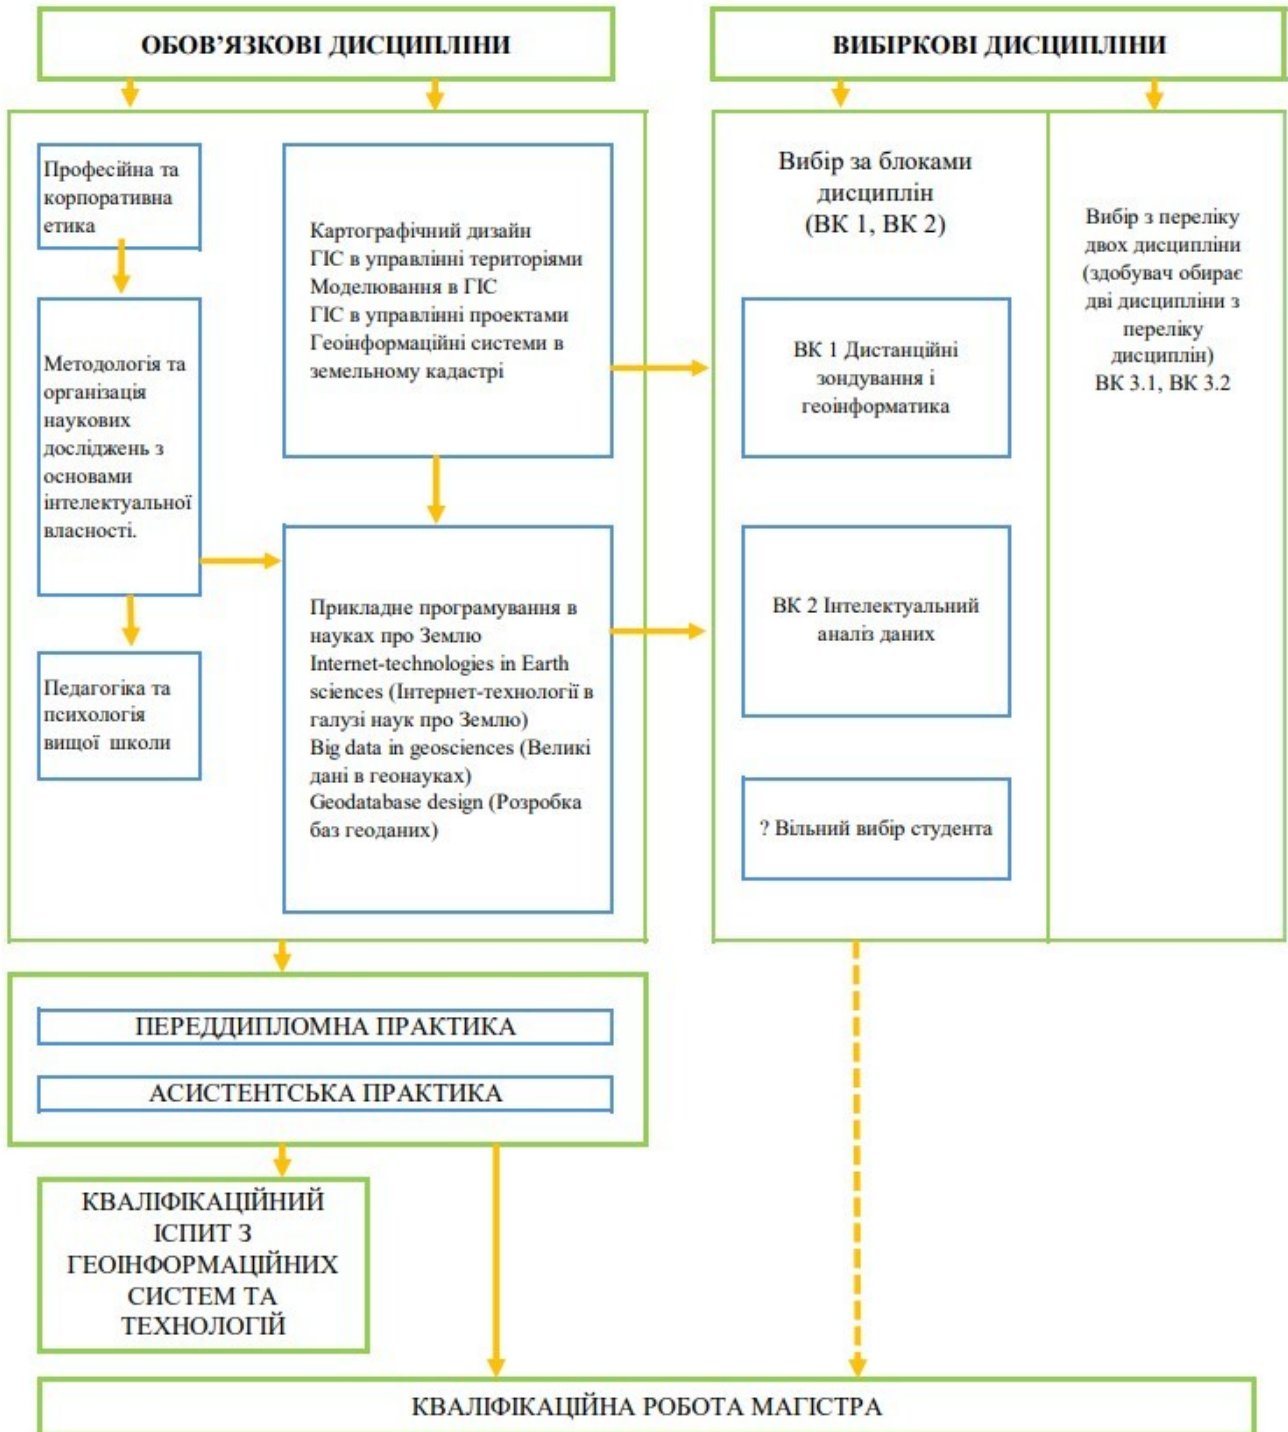 ОБОВ’ЯЗКОВІ ДИСЦИПЛІНИ
ВИБІРКОВІ ДИСЦИПЛІНИ
Професійна та
корпоративна
етика
Методологія та
організація
наукових
досліджень з
основами
інтелектуальної
власності.
Педагогіка та
психологія
вищої школи
Картографічний дизайн
ГІС в управлінні територіями
Моделювання в ГІС
ГІС в управлінні проектами
Геоінформаційні системи в
земельному кадастрі
Прикладне програмування в
науках про Землю
Internet-technologies in Earth
sciences (Інтернет-технології в
галузі наук про Землю)
Big data in geosciences (Великі
дані в геонауках)
Geodatabase design (Розробка
баз геоданих)
Вибір за блоками
дисциплін
(ВК 1, ВК 2)
ВК 1 Дистанційні
зондування і
геоінформатика
ВК 2 Інтелектуальний
аналіз даних
? Вільний вибір студента
Вибір з переліку
двох дисципліни
(здобувач обирає
дві дисципліни з
переліку
дисциплін)
ВК 3.1, ВК 3.2
ПЕРЕДДИПЛОМНА ПРАКТИКА
АСИСТЕНТСЬКА ПРАКТИКА
КВАЛІФІКАЦІЙНИЙ
ІСПИТ З
ГЕОІНФОРМАЦІЙНИХ
СИСТЕМ ТА
ТЕХНОЛОГІЙ
КВАЛІФІКАЦІЙНА РОБОТА МАГІСТРА